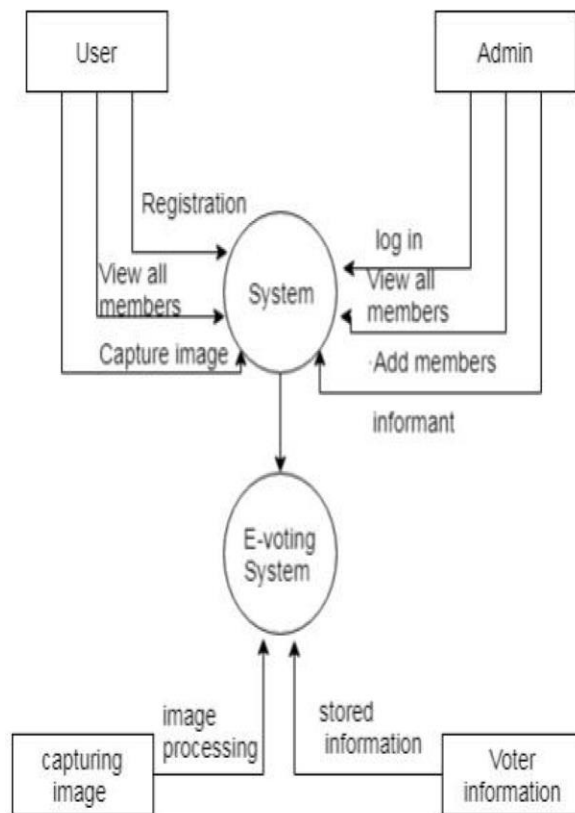 User
Admin
Registration
log in
View all
members
System
View all
members
Capture image
·Add members
informant
E-voting
System
image
processing
stored
information
capturing
image
Voter
information